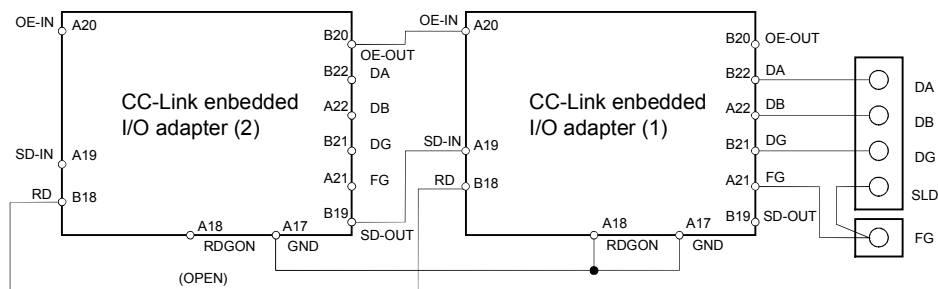 OE-IN
A20
B20
OE-OUT
B22
DA
CC-Link enbedded
I/O adapter (2)
A22
DB
B21
DG
SD-IN
A19
A21
FG
RD
B18
B19
SD-OUT
A18
A17
RDGON
GND
(OPEN)
OE-IN
A20
B20
OE-OUT
B22
DA
CC-Link enbedded
I/O adapter (1)
A22
DB
SD-IN
A19
B21
DG
RD
B18
A21
FG
B19
SD-OUT
A18
A17
RDGON
GND
DA
DB
DG
SLD
FG